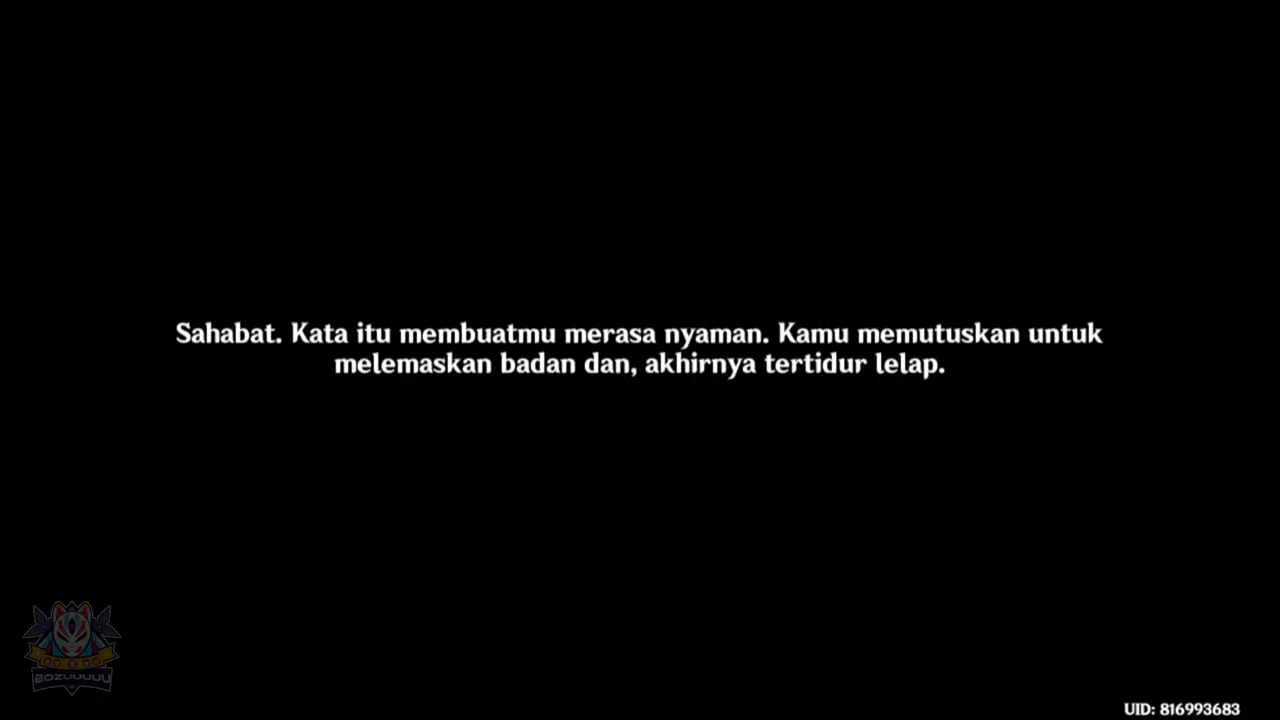 Sahabat. Kata itu membuatmu merasa nyaman. Kamu memutuskan untuk
melemaskan badan dan, akhirnya tertidur lelap.
BOZUUUUU
UID: 816993683